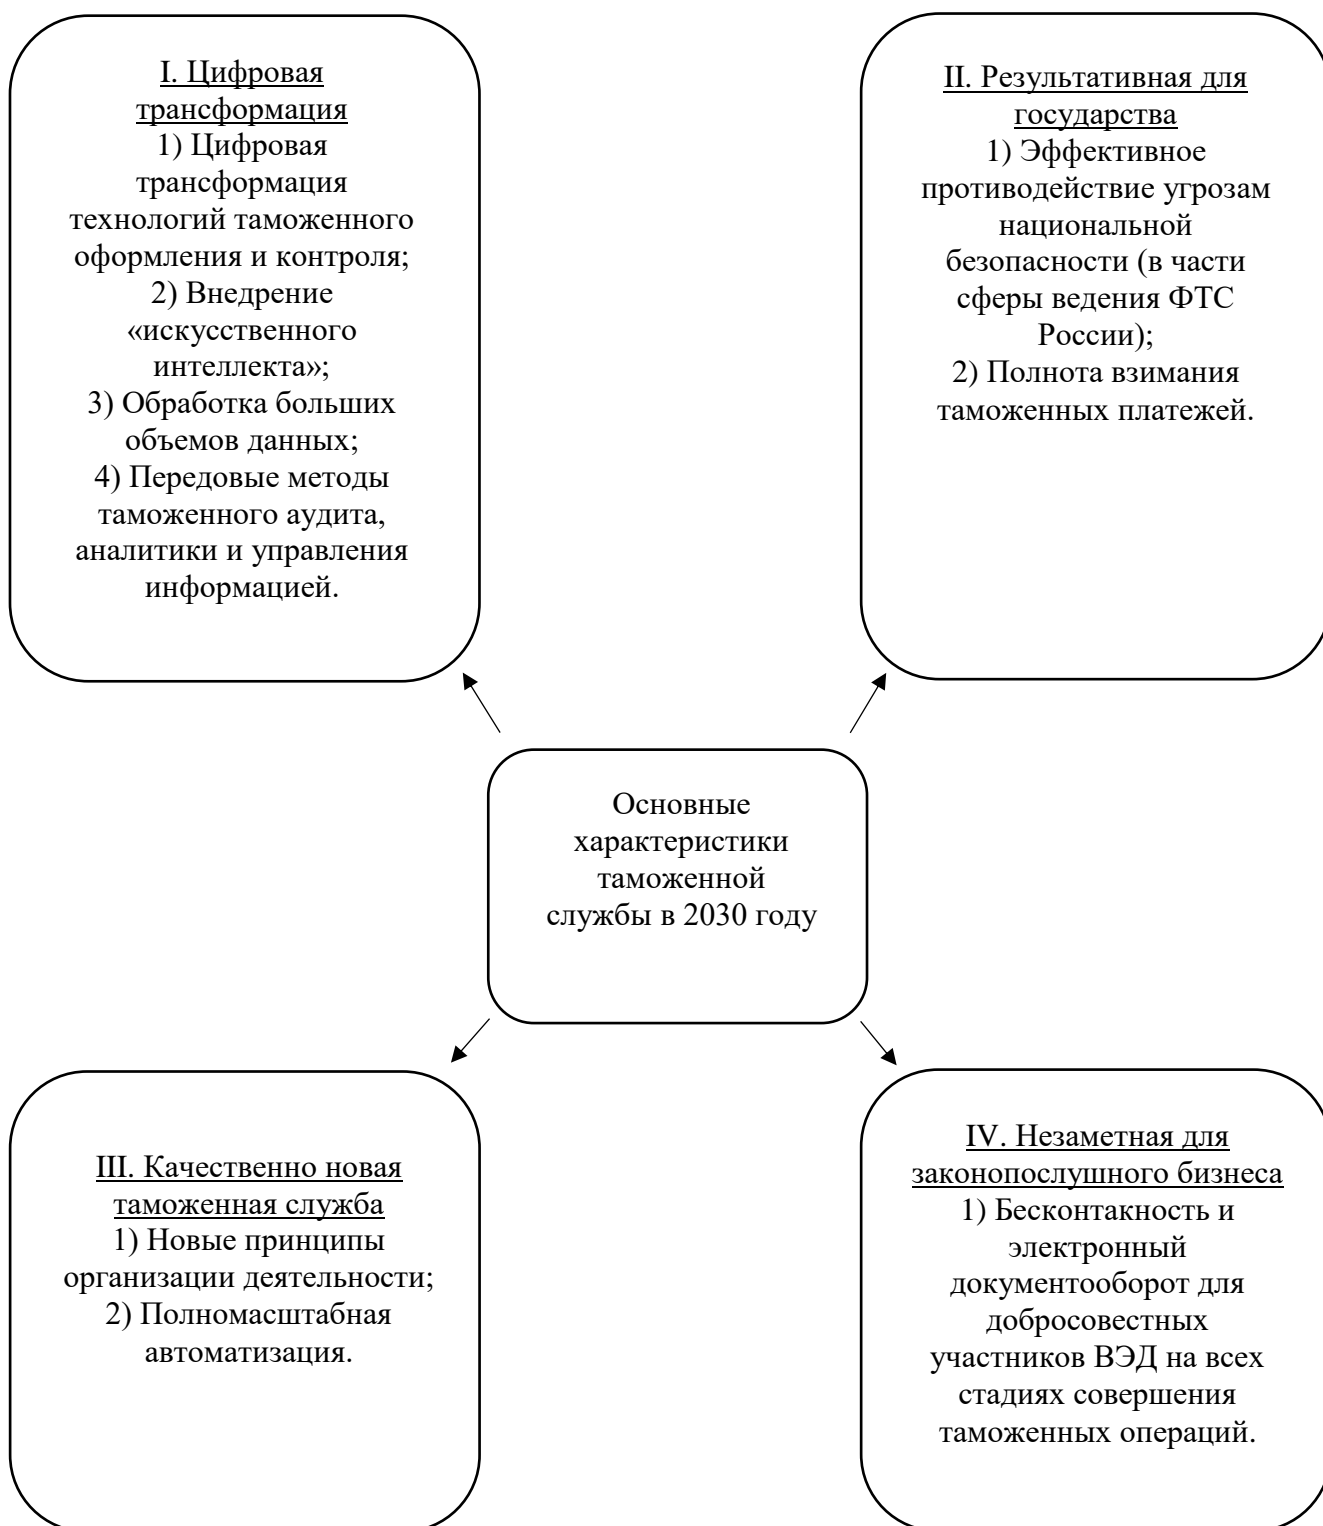 I. Цифровая
трансформация
1) Цифровая
трансформация
технологий таможенного
оформления и контроля;
2) Внедрение
«искусственного
интеллекта»;
3) Обработка больших
объемов данных;
4) Передовые методы
таможенного аудита,
аналитики и управления
информацией.
II. Результативная для
государства
1) Эффективное
противодействие угрозам
национальной
безопасности (в части
сферы ведения ФТС
России);
2) Полнота взимания
таможенных платежей.
Основные
характеристики
таможенной
службы в 2030 году
III. Качественно новая
таможенная служба
1) Новые принципы
организации деятельности;
2) Полномасштабная
автоматизация.
IV. Незаметная для
законопослушного бизнеса
1) Бесконтакность и
электронный
документооборот для
добросовестных
участников ВЭД на всех
стадиях совершения
таможенных операций.